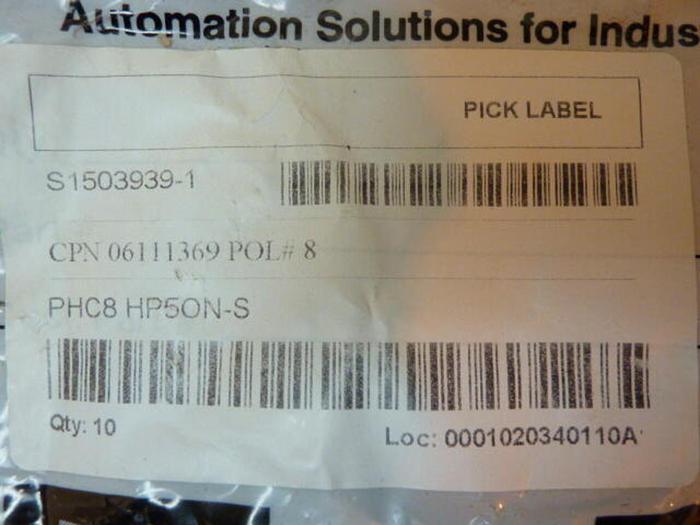 Automation Solutions for Indus
PICK LABEL
S1503939-1
CPN 06111369 POL# 8
PHC8 HP5ON-S
Qty: 10
Loc: 0001020340110A